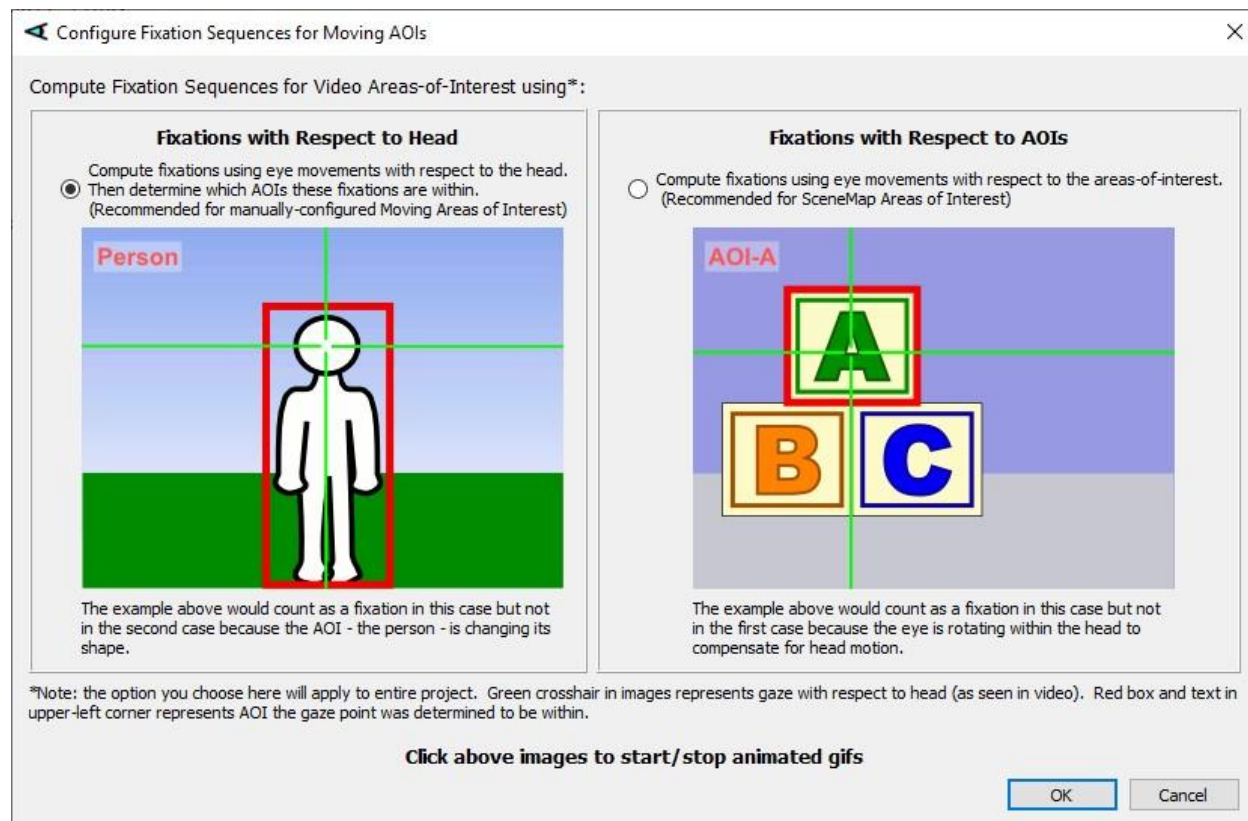 Configure Fixation Sequences for Moving AOIs
Compute Fixation Sequences for Video Areas-of-Interest using*:
Fixations with Respect to Head
Compute fixations using eye movements with respect to the head.
Then determine which AOIs these fixations are within.
(Recommended for manually-configured Moving Areas of Interest)
Person
The example above would count as a fixation in this case but not
in the second case because the AOI - the person - is changing its
shape.
Fixations with Respect to AOIs
Compute fixations using eye movements with respect to the areas-of-interest.
(Recommended for SceneMap Areas of Interest)
AOI-A
A
B C
The example above would count as a fixation in this case but not
in the first case because the eye is rotating within the head to
compensate for head motion.
*Note: the option you choose here will apply to entire project. Green crosshair in images represents gaze with respect to head (as seen in video). Red box and text in
upper-left corner represents AOI the gaze point was determined to be within.
Click above images to start/stop animated gifs
OK Cancel